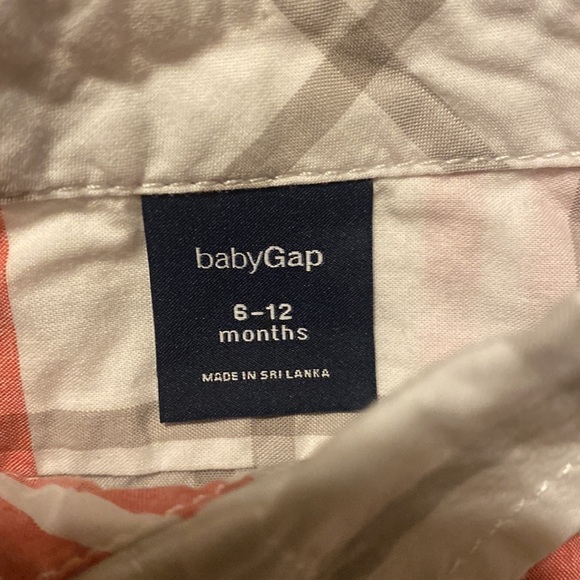 babyGap
6-12
months
MADE IN SRI LANKA